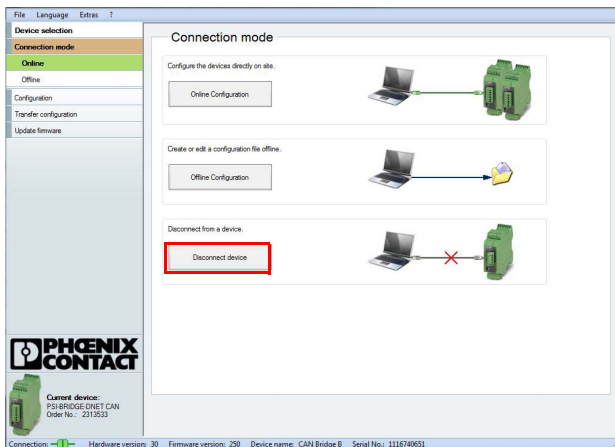 File Language Extras ?
Device selection
Connection mode
Online
Offline
Configuration
Transfer configuration
Update firmware
Connection mode
Configure the devices directly on site.
Online Configuration
Create or edit a configuration file offline.
Offline Configuration
Disconnect from a device.
Disconnect device
PHŒNIX
CONTACT
Current device:
PSI-BRIDGE-DNET CAN
Order No.: 2313533
Connection: Hardware version: 30 Firmware version: 250 Device name: CAN Bridge B Serial No.: 1116740651